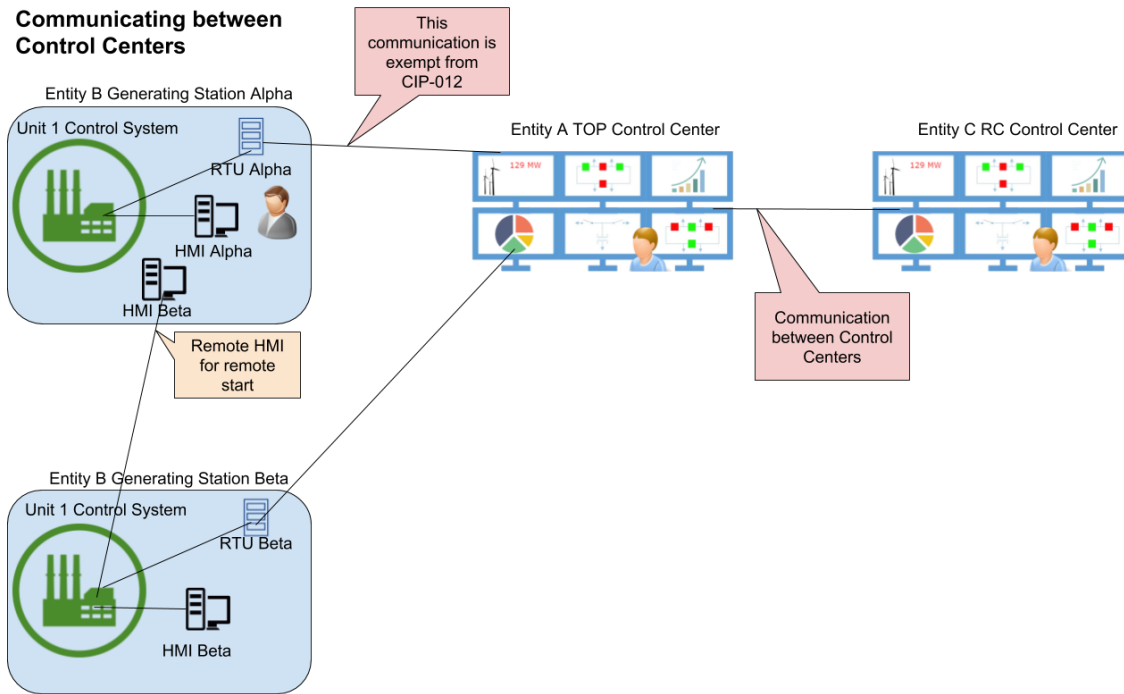 Communicating between
Control Centers
This
communication is
exempt from
CIP-012
Entity B Generating Station Alpha
Unit 1 Control System
RTU Alpha
HMI Alpha
HMI Beta
Entity A TOP Control Center
129 MW
Entity C RC Control Center
129 MW
Remote HMI
for remote
start
Communication
between Control
Centers
Entity B Generating Station Beta
Unit 1 Control System
RTU Beta
HMI Beta